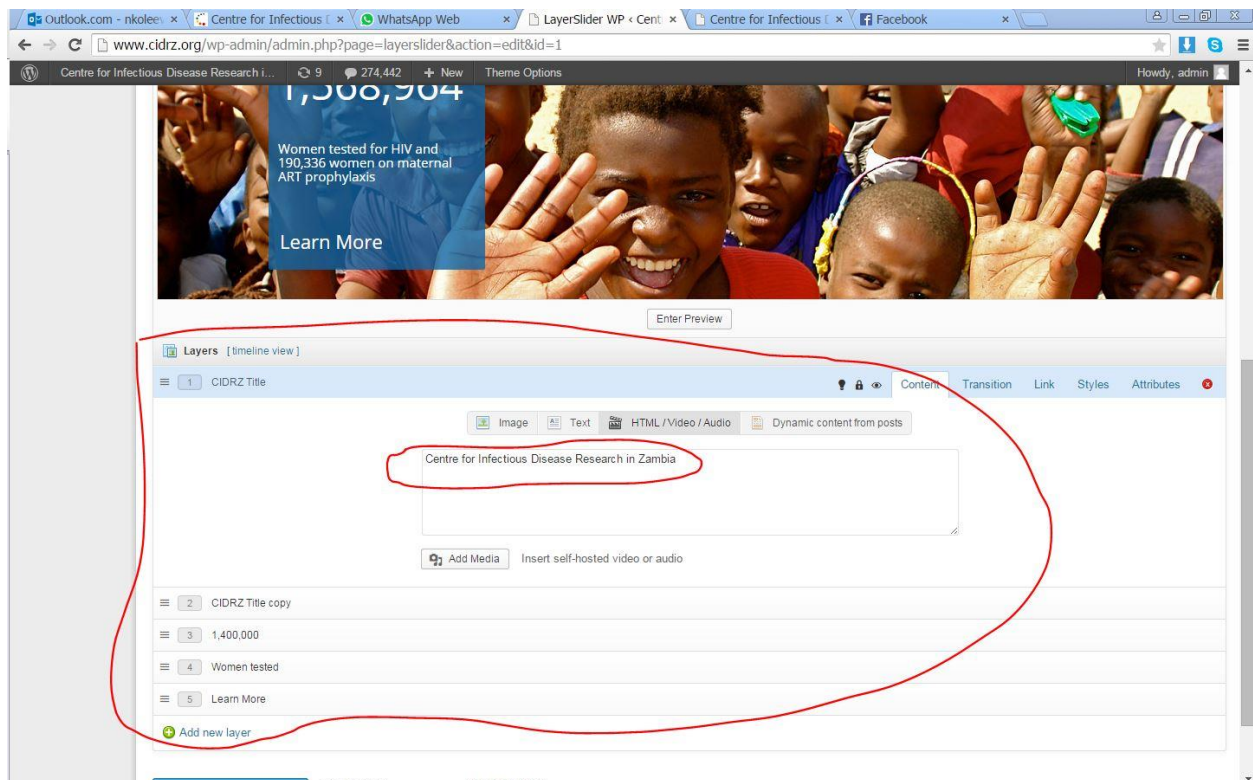 Outlook.com - nkolee
Centre for Infectious D
WhatsApp Web
LayerSlider WP ‹ Cent
Centre for Infectious D
Facebook
www.cidrz.org/wp-admin/admin.php?page=layerslider&action=edit&id=1
Centre for Infectious Disease Research i... 9 274,442 + New Theme Options Howdy, admin
1,568,964
Women tested for HIV and
190,336 women on maternal
ART prophylaxis
Learn More
Enter Preview
Layers [ timeline view ]
1 CIDRZ Title Content Transition Link Styles Attributes
Image Text HTML / Video / Audio Dynamic content from posts
Centre for Infectious Disease Research in Zambia
Add Media Insert self-hosted video or audio
2 CIDRZ Title copy
3 1,400,000
4 Women tested
5 Learn More
Add new layer